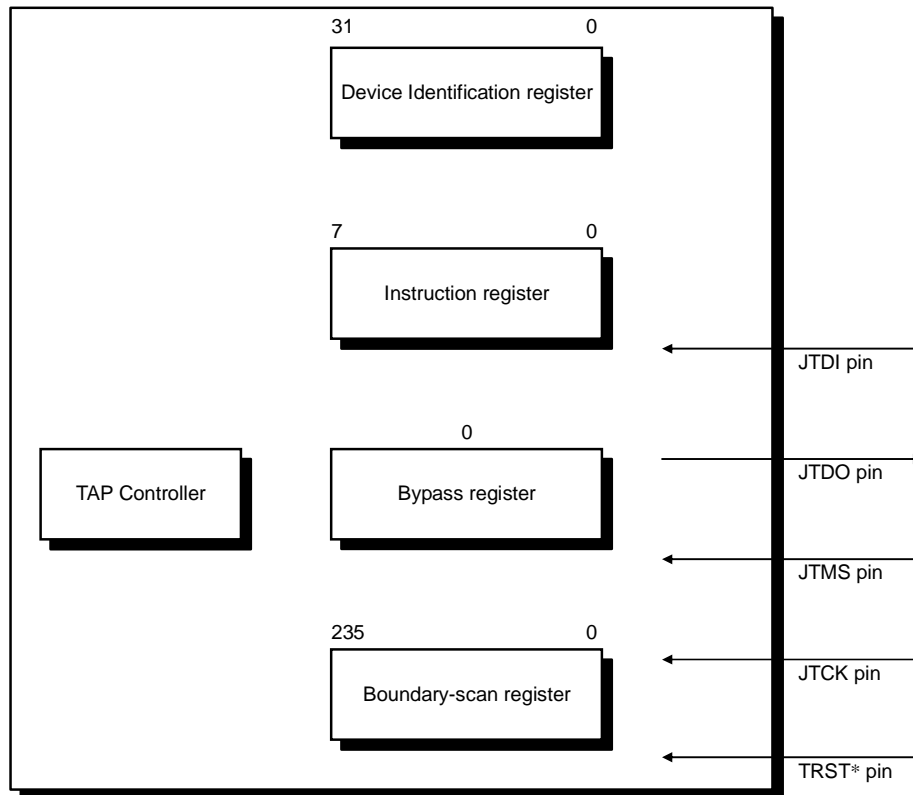 31 0
Device Identification register
7 0
Instruction register
JTDI pin
0
TAP Controller
Bypass register
JTDO pin
JTMS pin
235 0
Boundary-scan register
JTCK pin
TRST* pin